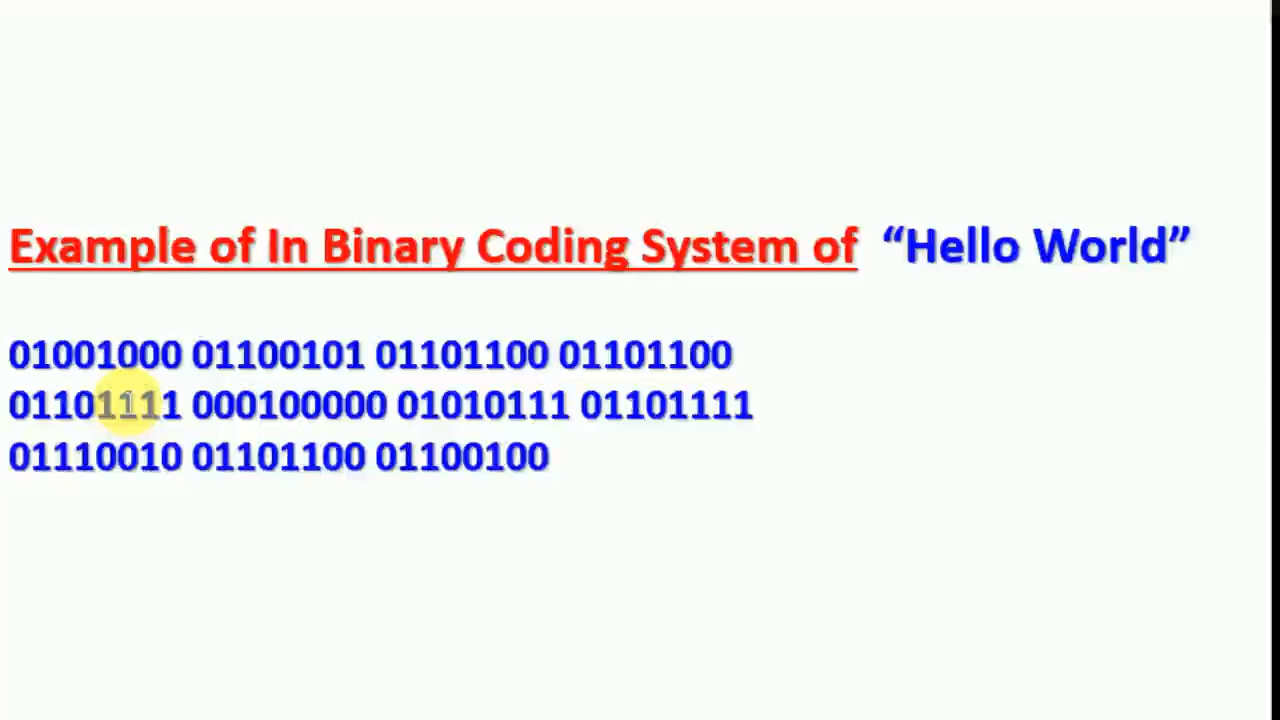 Example of In Binary Coding System of “Hello World”
01001000 01100101 01101100 01101100
01101111 000100000 01010111 01101111
01110010 01101100 01100100